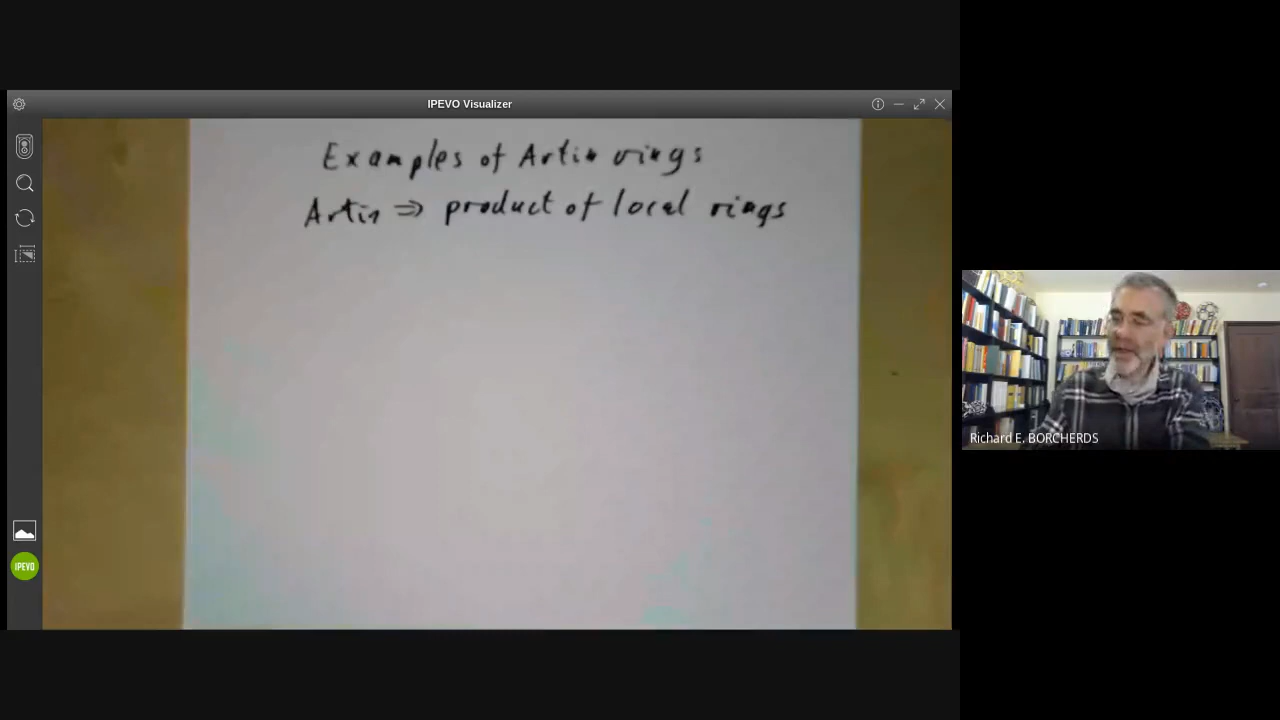 IPEVO Visualizer
Examples of Artin rings
Artin ⇒ product of local rings
Richard E. BORCHERDS
IPEVO